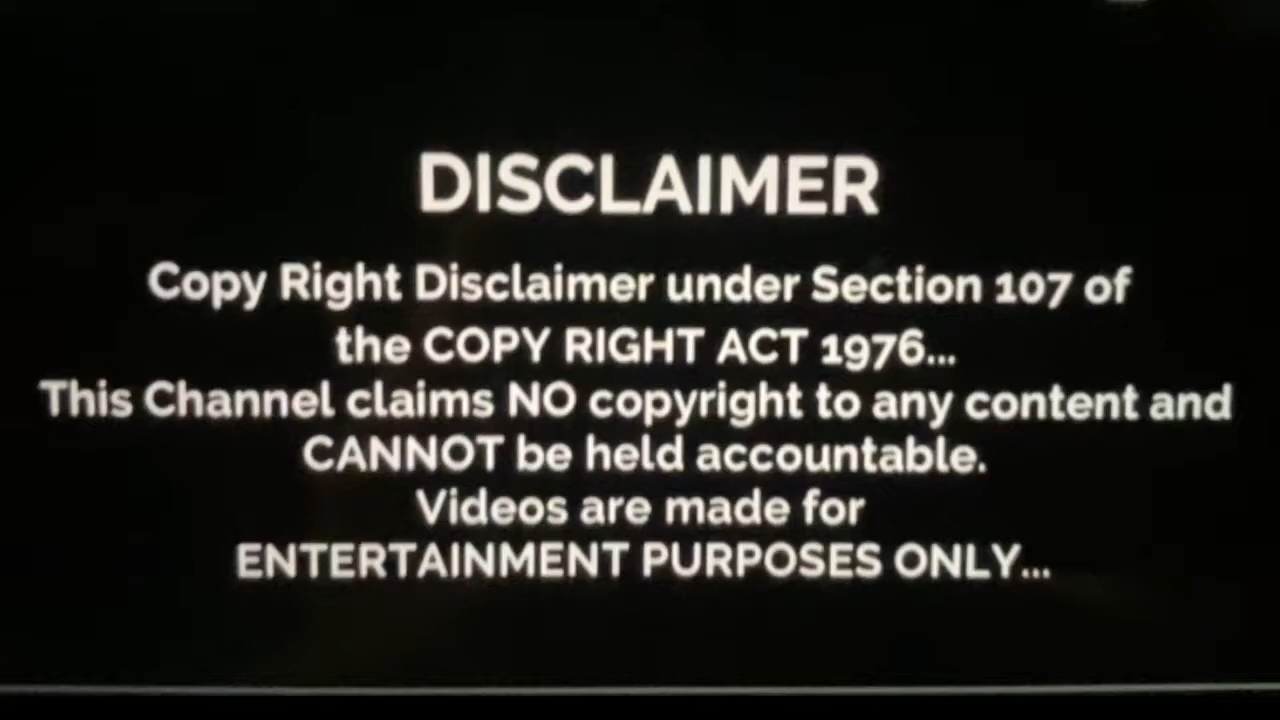 DISCLAIMER
Copy Right Disclaimer under Section 107 of
the COPY RIGHT ACT 1976...
This Channel claims NO copyright to any content and
CANNOT be held accountable.
Videos are made for
ENTERTAINMENT PURPOSES ONLY...